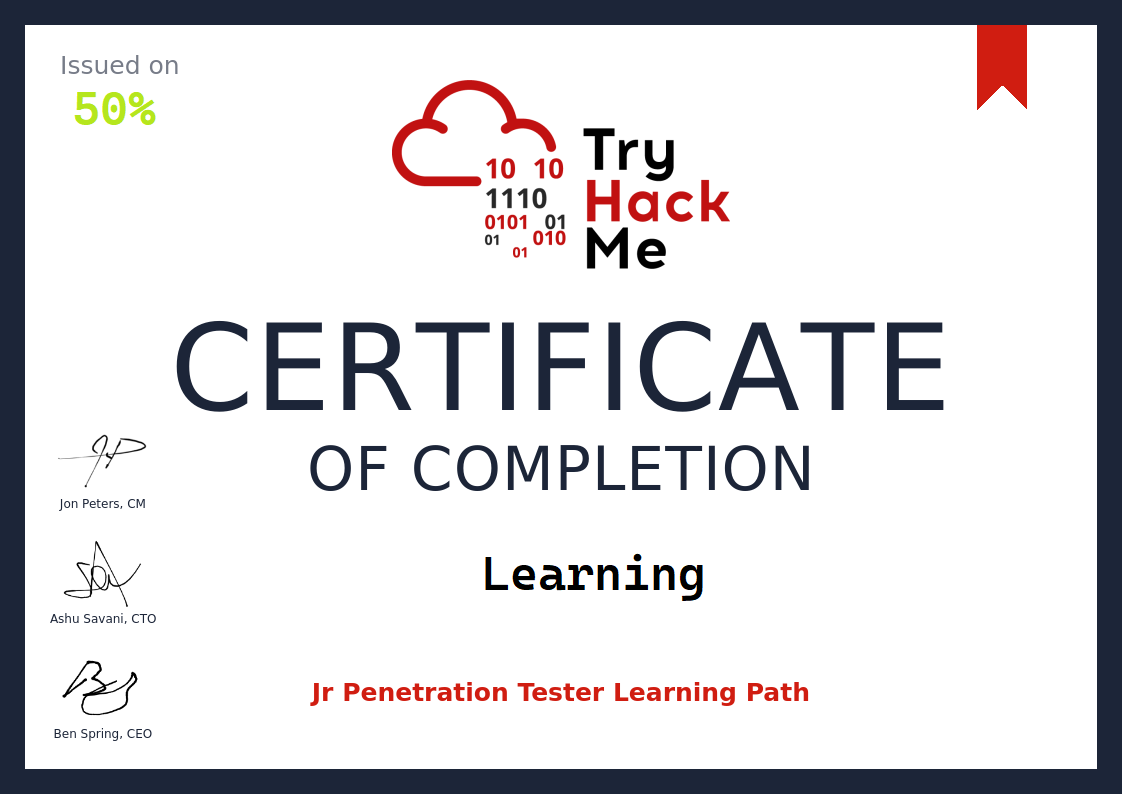 Issued on
50%
10 10
1110
0101 01
01 010
01
Try
Hack
Me
CERTIFICATE
OF COMPLETION
Jon Peters, CM
Learning
Ashu Savani, CTO
Jr Penetration Tester Learning Path
Ben Spring, CEO